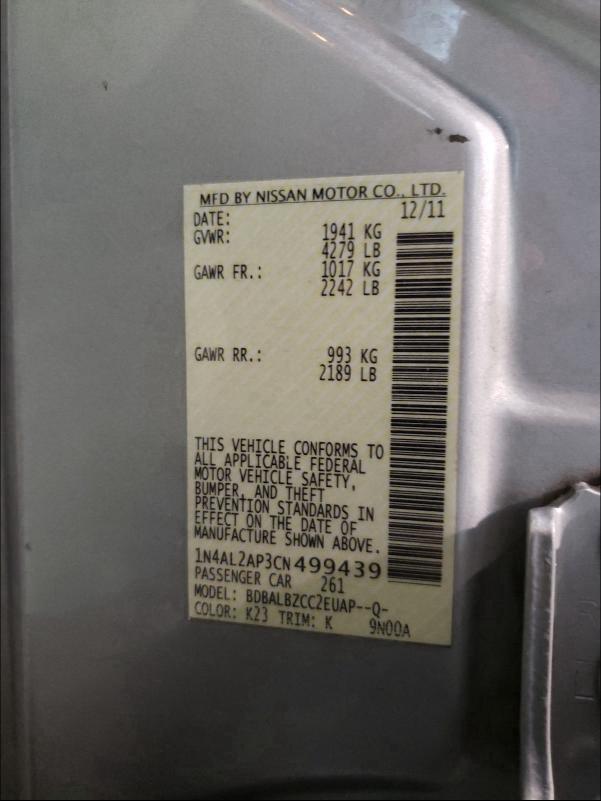 MFD BY NISSAN MOTOR CO., LTD.
DATE: 12/11
GVWR: 1941 KG
4279 LB
GAWR FR.: 1017 KG
2242 LB
GAWR RR.: 993 KG
2189 LB
THIS VEHICLE CONFORMS TO
ALL APPLICABLE FEDERAL
MOTOR VEHICLE SAFETY,
BUMPER, AND THEFT
PREVENTION STANDARDS IN
EFFECT ON THE DATE OF
MANUFACTURE SHOWN ABOVE.
1N4AL2AP3CN499439
PASSENGER CAR 261
MODEL: BDBALBZCC2EUAP--Q-
COLOR: K23 TRIM: K 9N00A